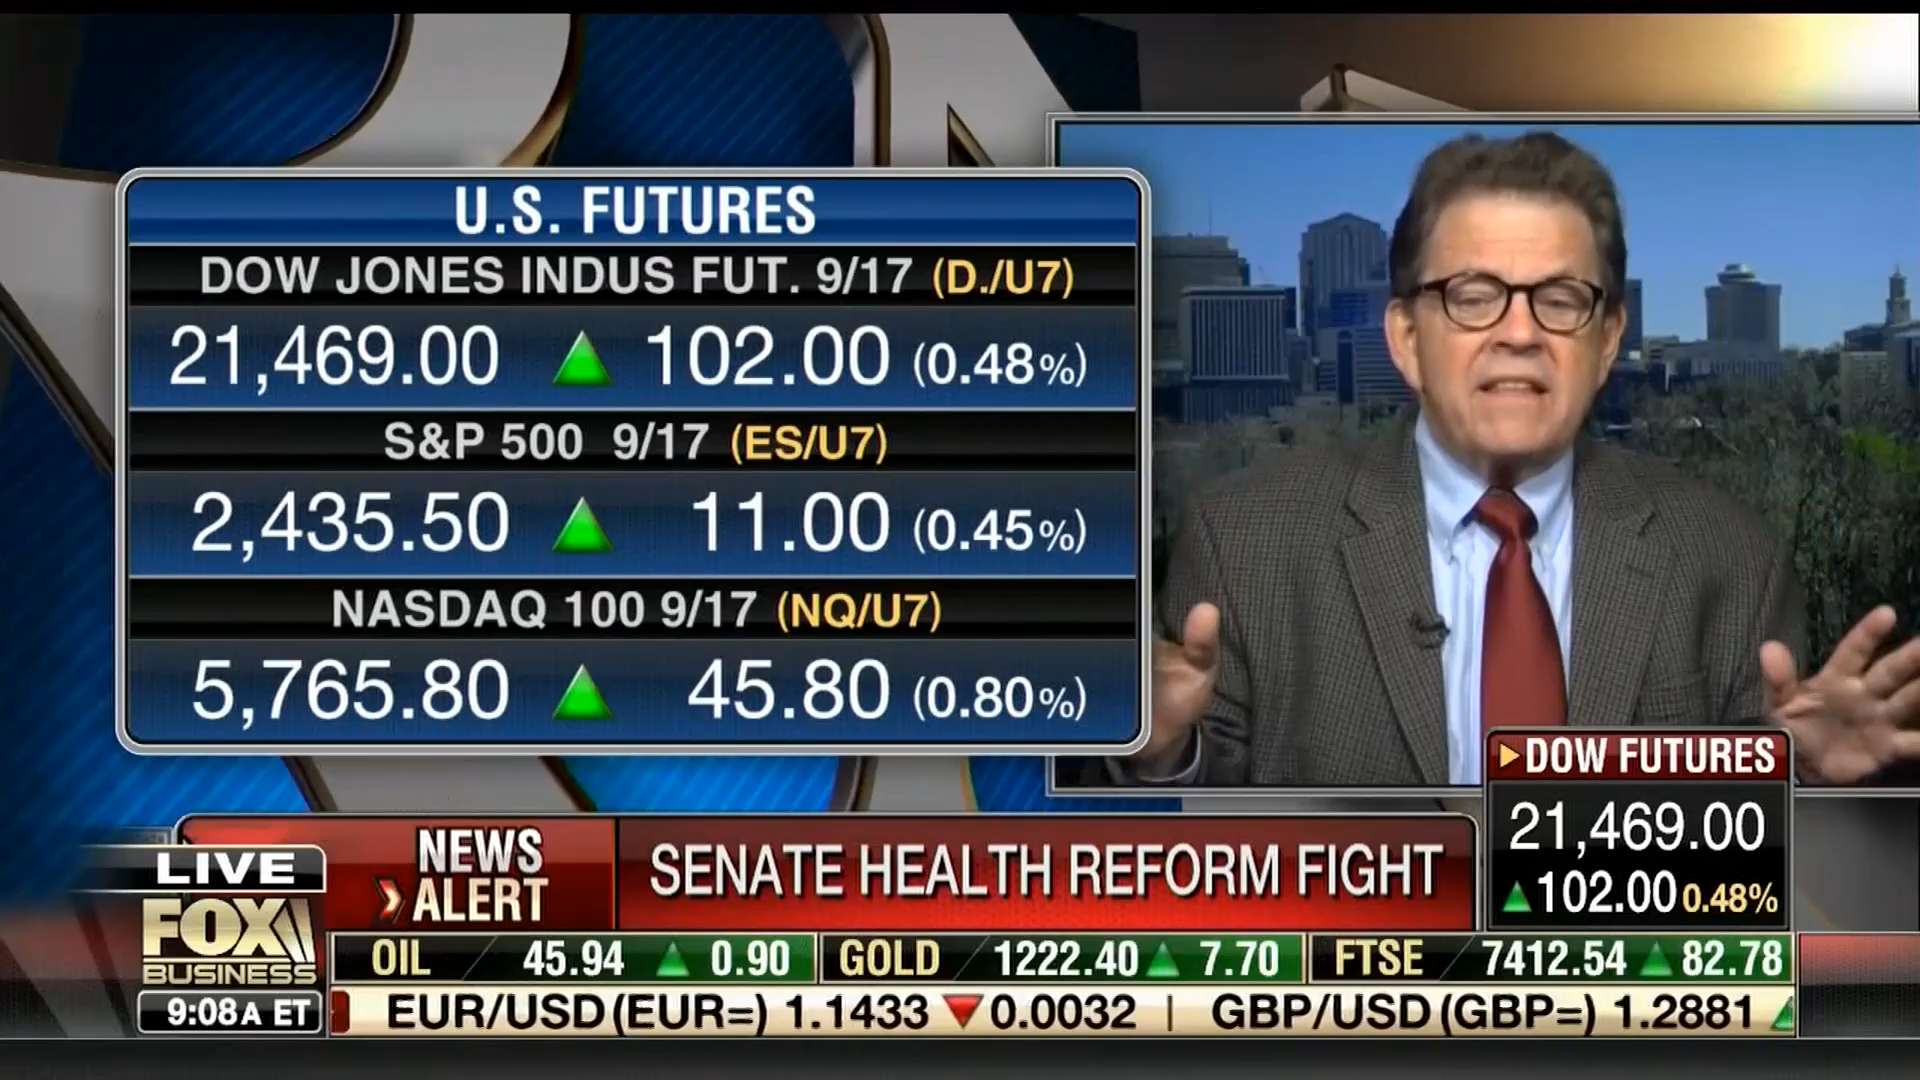 U.S. FUTURES
DOW JONES INDUS FUT. 9/17 (D./U7)
21,469.00 ▲ 102.00 (0.48%)
S&P 500 9/17 (ES/U7)
2,435.50 ▲ 11.00 (0.45%)
NASDAQ 100 9/17 (NQ/U7)
5,765.80 ▲ 45.80 (0.80%)
DOW FUTURES
21,469.00
▲102.00 0.48%
NEWS
ALERT
SENATE HEALTH REFORM FIGHT
LIVE
FOX
BUSINESS
9:08A ET
OIL 45.94 ▲ 0.90 GOLD 1222.40 ▲ 7.70 FTSE 7412.54 ▲ 82.78
EUR/USD (EUR=) 1.1433 ▼ 0.0032 | GBP/USD (GBP=) 1.2881 ▲